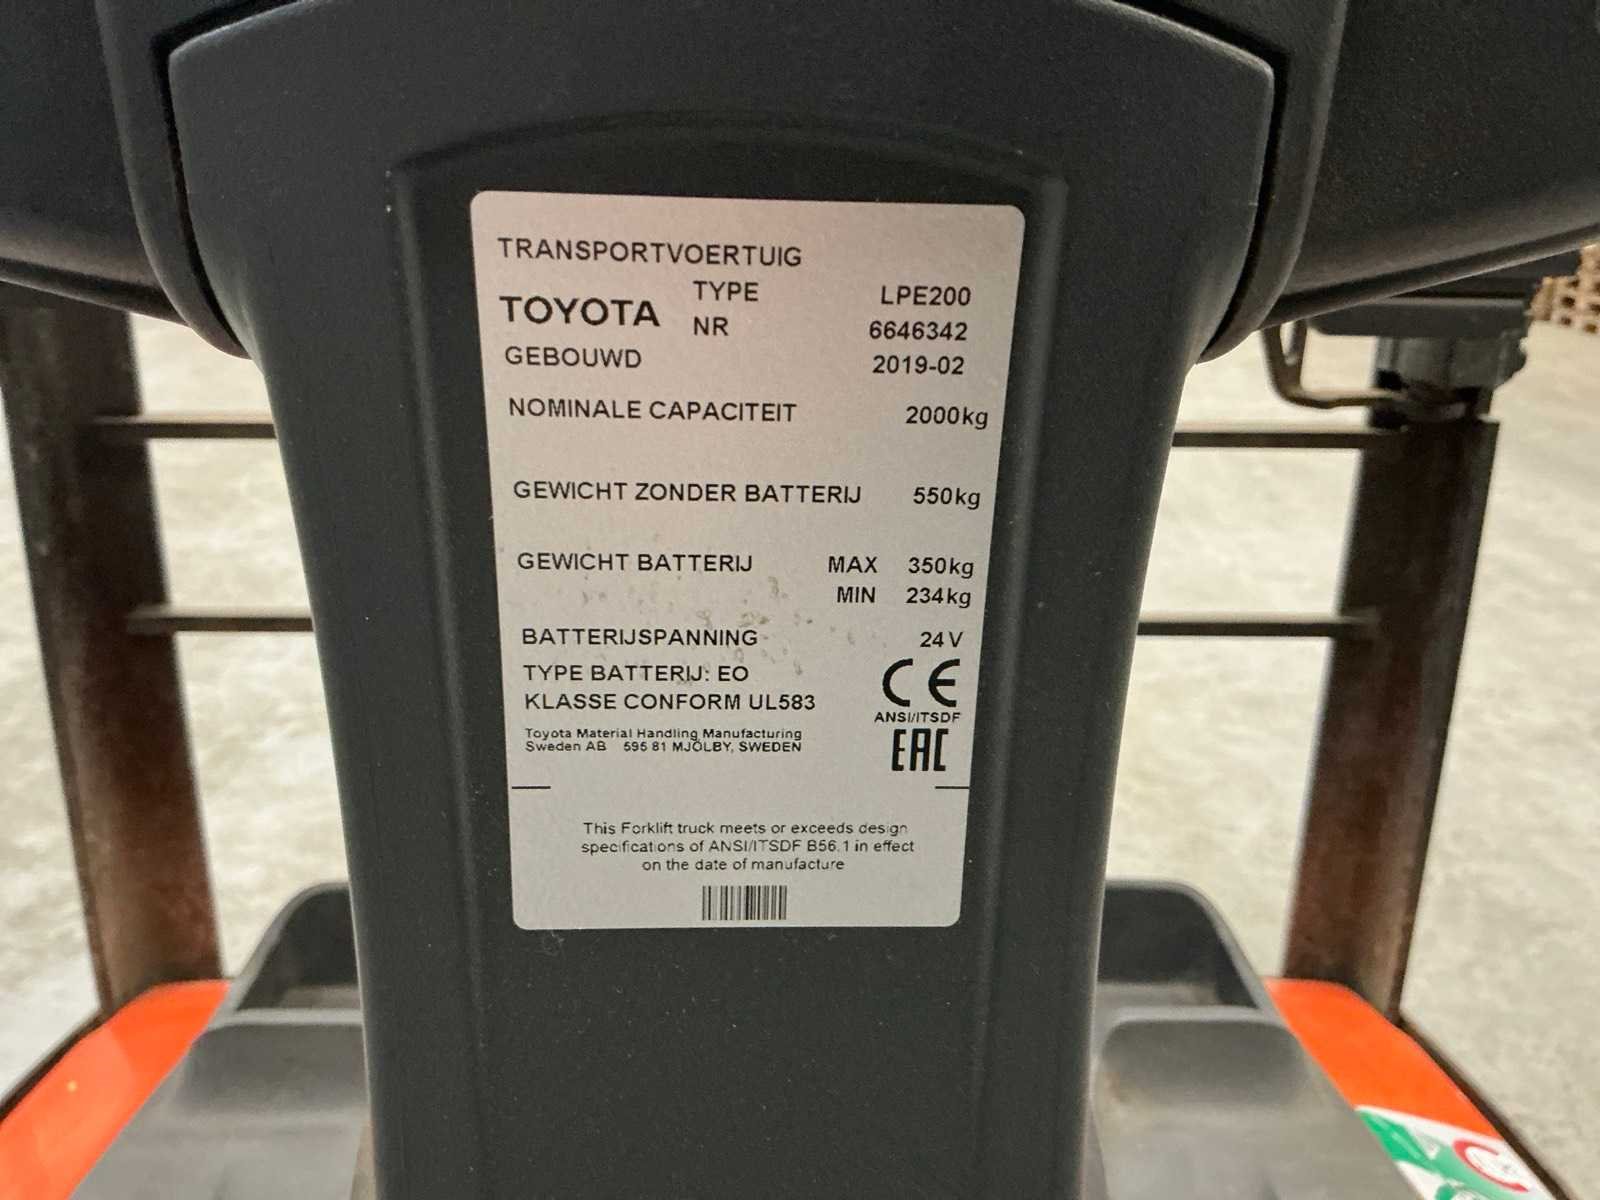 TRANSPORTVOERTUIG
TOYOTA TYPE LPE200
NR 6646342
GEBOUWD 2019-02
NOMINALE CAPACITEIT 2000kg
GEWICHT ZONDER BATTERIJ 550kg
GEWICHT BATTERIJ MAX 350kg
MIN 234kg
BATTERIJSPANNING 24V
TYPE BATTERIJ: EO
KLASSE CONFORM UL583
CE
ANSI/ITSDF
EAC
Toyota Material Handling Manufacturing
Sweden AB 595 81 MJÖLBY, SWEDEN
This Forklift truck meets or exceeds design
specifications of ANSI/ITSDF B56.1 in effect
on the date of manufacture